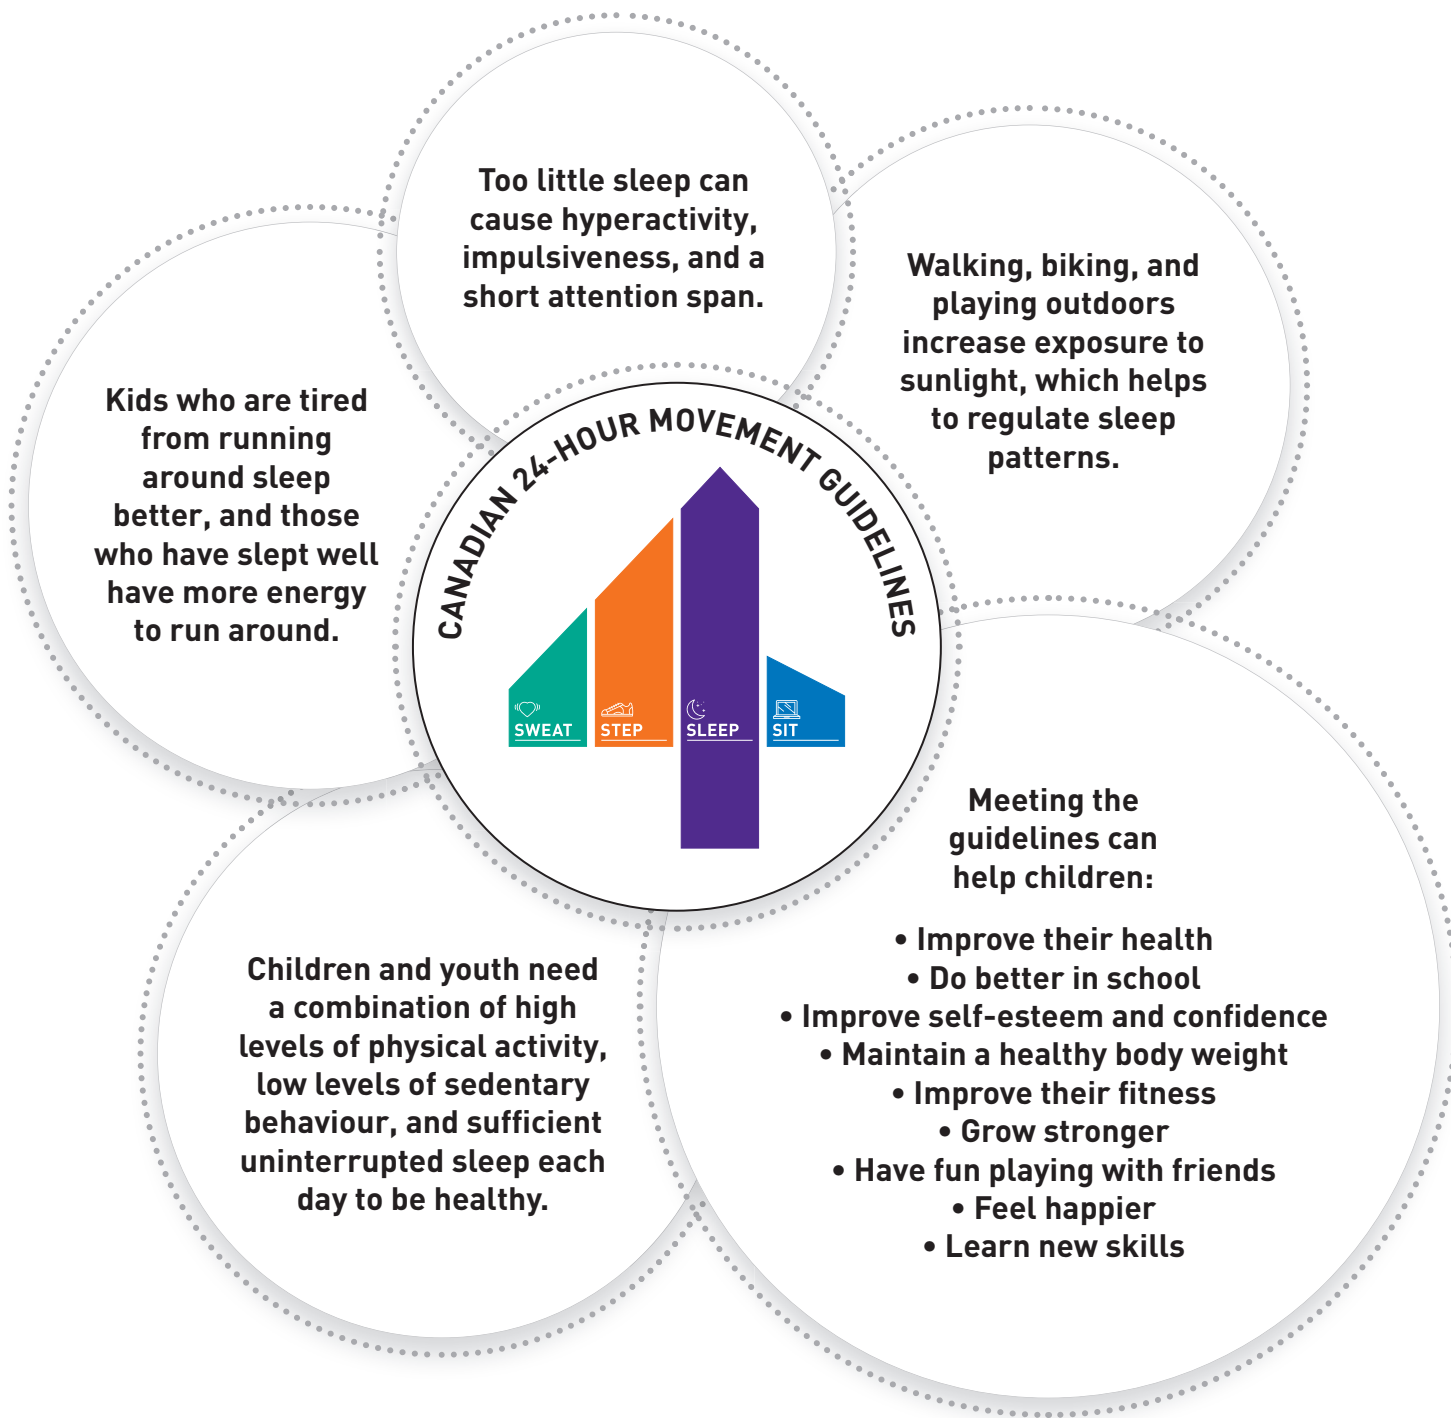 Too little sleep can
cause hyperactivity,
impulsiveness, and a
short attention span.
Walking, biking, and
playing outdoors
increase exposure to
sunlight, which helps
to regulate sleep
patterns.
Kids who are tired
from running
around sleep
better, and those
who have slept well
have more energy
to run around.
CANADIAN 24-HOUR MOVEMENT GUIDELINES
SWEAT
STEP
SLEEP
SIT
Meeting the
guidelines can
help children:
• Improve their health
• Do better in school
• Improve self-esteem and confidence
• Maintain a healthy body weight
• Improve their fitness
• Grow stronger
• Have fun playing with friends
• Feel happier
• Learn new skills
Children and youth need
a combination of high
levels of physical activity,
low levels of sedentary
behaviour, and sufficient
uninterrupted sleep each
day to be healthy.